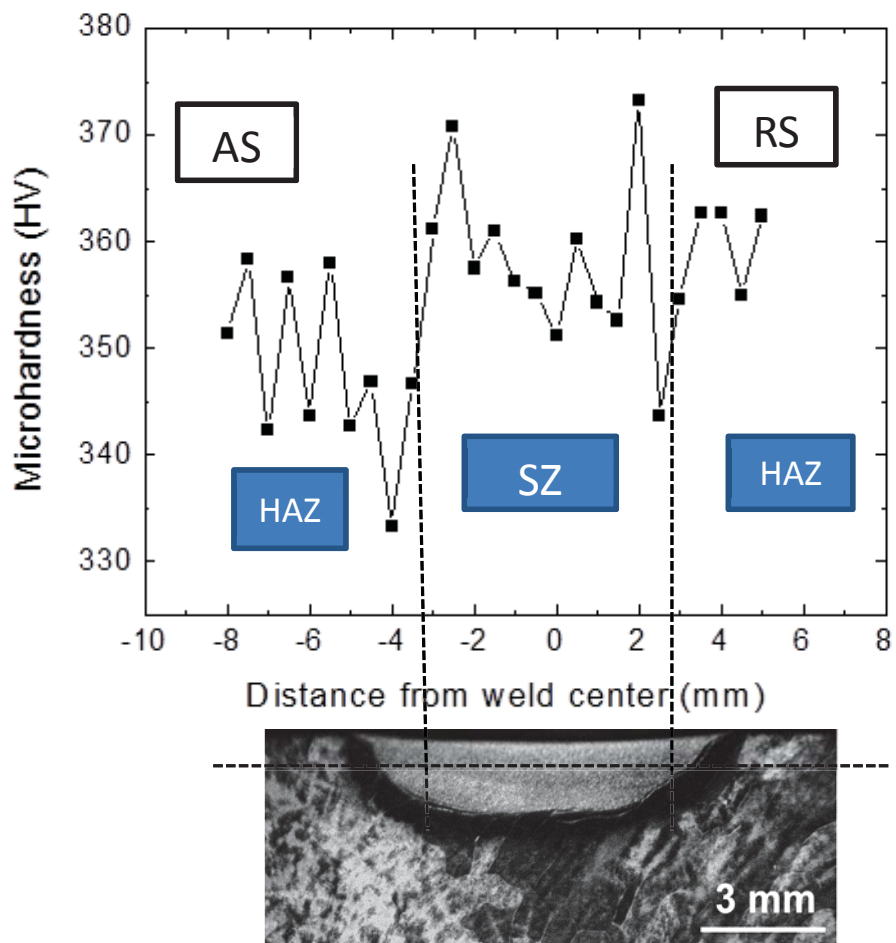 380
370
360
350
340
330
Microhardness (HV)
AS
RS
HAZ
SZ
HAZ
-10 -8 -6 -4 -2 0 2 4 6 8
Distance from weld center (mm)
3 mm